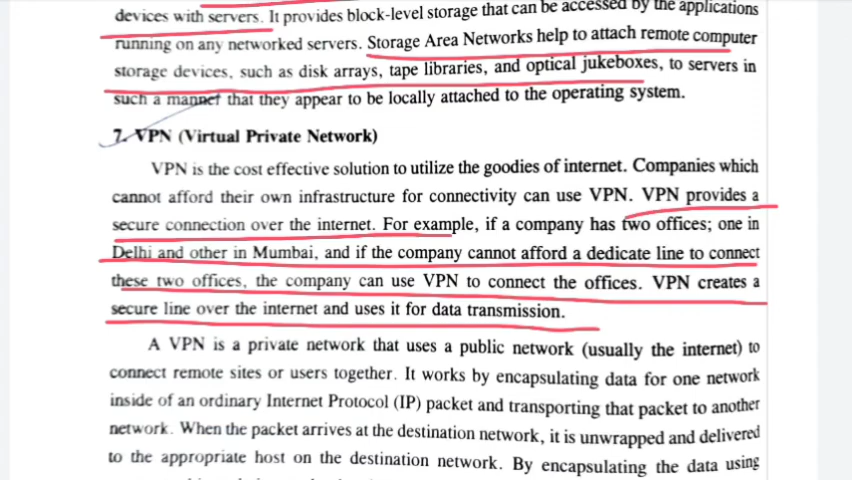 devices with servers. It provides block-level storage that can be accessed by the applications
running on any networked servers. Storage Area Networks help to attach remote computer
storage devices, such as disk arrays, tape libraries, and optical jukeboxes, to servers in
such a manner that they appear to be locally attached to the operating system.
7. VPN (Virtual Private Network)
VPN is the cost effective solution to utilize the goodies of internet. Companies which
cannot afford their own infrastructure for connectivity can use VPN. VPN provides a
secure connection over the internet. For example, if a company has two offices; one in
Delhi and other in Mumbai, and if the company cannot afford a dedicate line to connect
these two offices, the company can use VPN to connect the offices. VPN creates a
secure line over the internet and uses it for data transmission.
A VPN is a private network that uses a public network (usually the internet) to
connect remote sites or users together. It works by encapsulating data for one network
inside of an ordinary Internet Protocol (IP) packet and transporting that packet to another
network. When the packet arrives at the destination network, it is unwrapped and delivered
to the appropriate host on the destination network. By encapsulating the data using